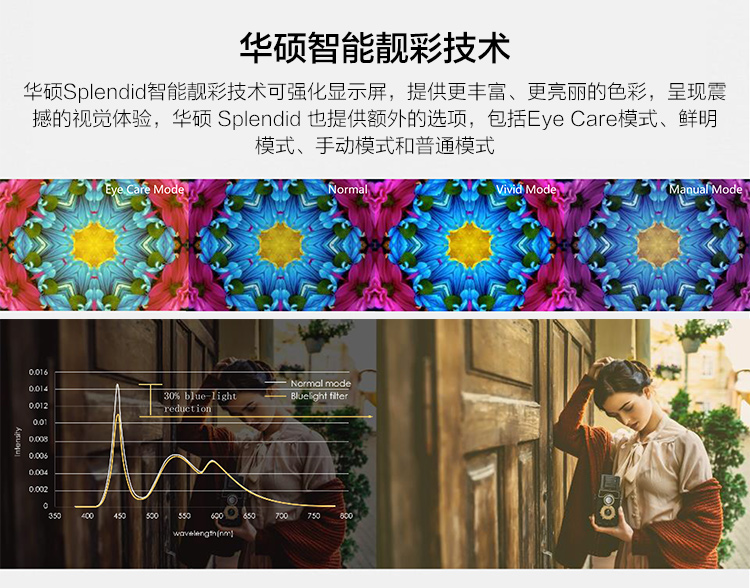 华硕智能靓彩技术
华硕Splendid智能靓彩技术可强化显示屏，提供更丰富、更亮丽的色彩，呈现震
撼的视觉体验，华硕 Splendid 也提供额外的选项，包括Eye Care模式、鲜明
模式、手动模式和普通模式
Eye Care Mode
Normal
Vivid Mode
Manual Mode
0.016
0.014
0.012
0.01
0.008
0.006
0.004
0.002
0
Intensity
30% blue-light
reduction
Normal mode
Bluelight filter
350 400 450 500 550 600 650 700 750 800
wavelength(nm)